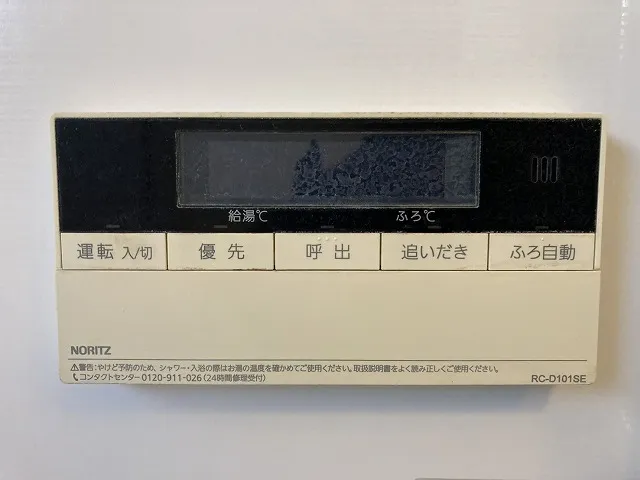 給湯℃ ふろ℃
運転 入/切 優先 呼出 追いだき ふろ自動
NORITZ
⚠警告:やけど予防のため、シャワー・入浴の際はお湯の温度を確かめてご使用ください。取扱説明書をよく読み正しくご使用ください。
コンタクトセンター0120-911-026(24時間修理受付)
RC-D101SE